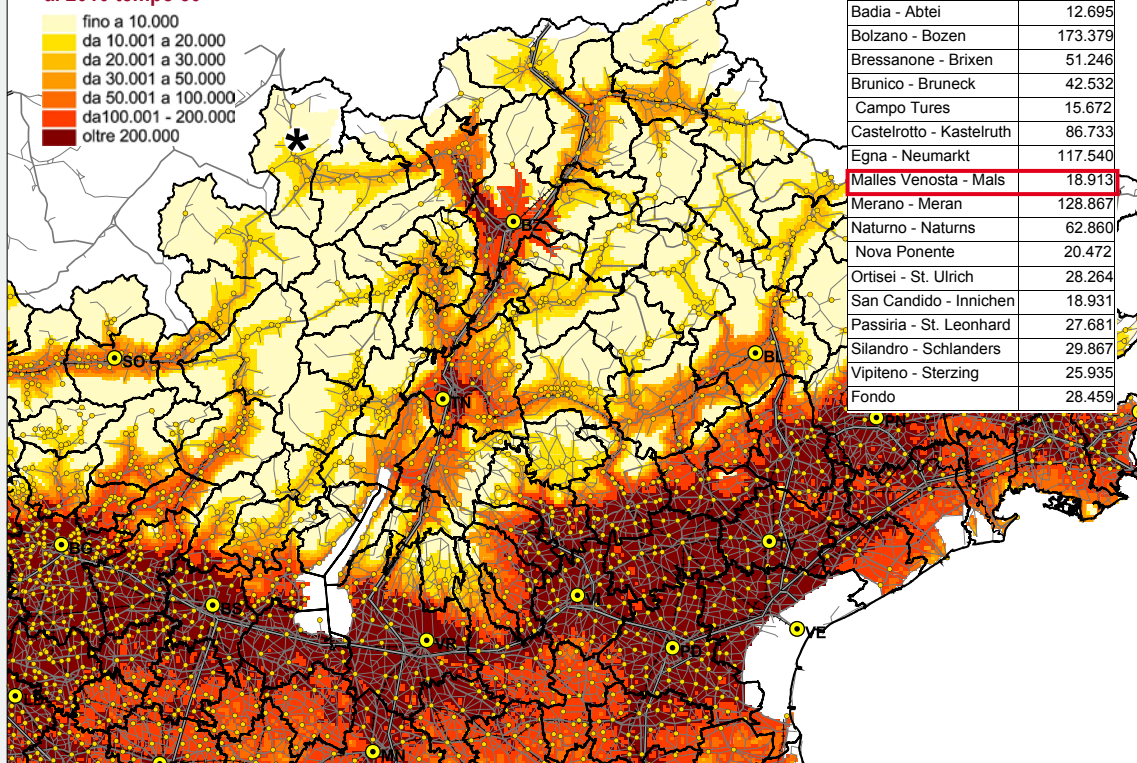 fino a 10.000
da 10.001 a 20.000
da 20.001 a 30.000
da 30.001 a 50.000
da 50.001 a 100.000
da100.001 - 200.000
oltre 200.000
Badia - Abtei 12.695
Bolzano - Bozen 173.379
Bressanone - Brixen 51.246
Brunico - Bruneck 42.532
Campo Tures 15.672
Castelrotto - Kastelruth 86.733
Egna - Neumarkt 117.540
Malles Venosta - Mals 18.913
Merano - Meran 128.867
Naturno - Naturns 62.860
Nova Ponente 20.472
Ortisei - St. Ulrich 28.264
San Candido - Innichen 18.931
Passiria - St. Leonhard 27.681
Silandro - Schlanders 29.867
Vipiteno - Sterzing 25.935
Fondo 28.459
*
BZ
SO
BL
TN
PN
BG
TV
BS
VI
VE
VR
PD
MN